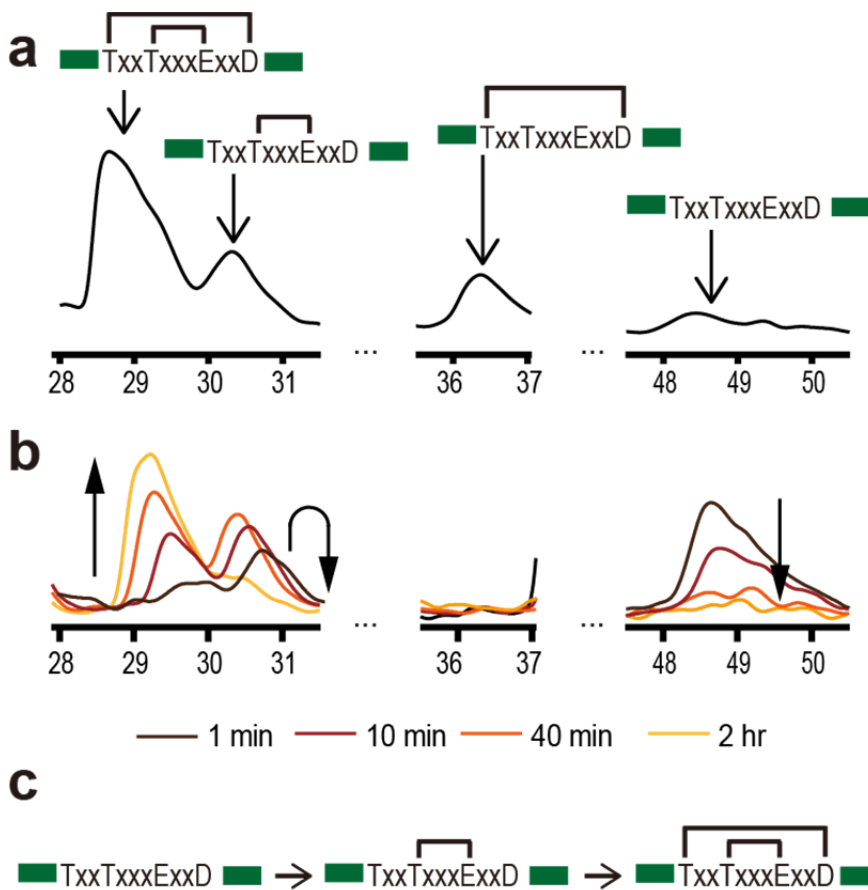 a
TxxTxxxExxD
TxxTxxxExxD
TxxTxxxExxD
TxxTxxxExxD
28 29 30 31 ... 36 37 ... 48 49 50
b
28 29 30 31 ... 36 37 ... 48 49 50
1 min 10 min 40 min 2 hr
c
TxxTxxxExxD TxxTxxxExxD TxxTxxxExxD